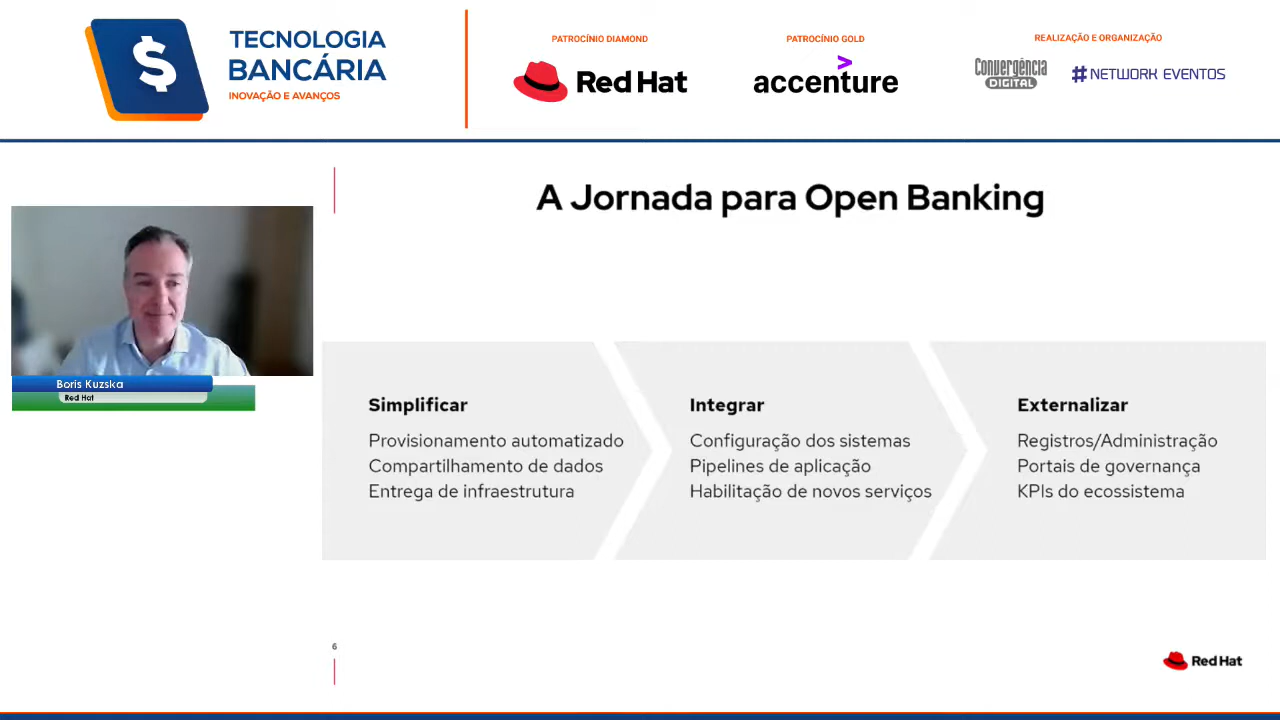 $
TECNOLOGIA
BANCÁRIA
INOVAÇÃO E AVANÇOS
PATROCÍNIO DIAMOND
Red Hat
PATROCÍNIO GOLD
accenture
REALIZAÇÃO E ORGANIZAÇÃO
Convergência
DIGITAL
# NETWORK EVENTOS
A Jornada para Open Banking
Boris Kuzska
Red Hat
Simplificar
Provisionamento automatizado
Compartilhamento de dados
Entrega de infraestrutura
Integrar
Configuração dos sistemas
Pipelines de aplicação
Habilitação de novos serviços
Externalizar
Registros/Administração
Portais de governança
KPIs do ecossistema
6
Red Hat